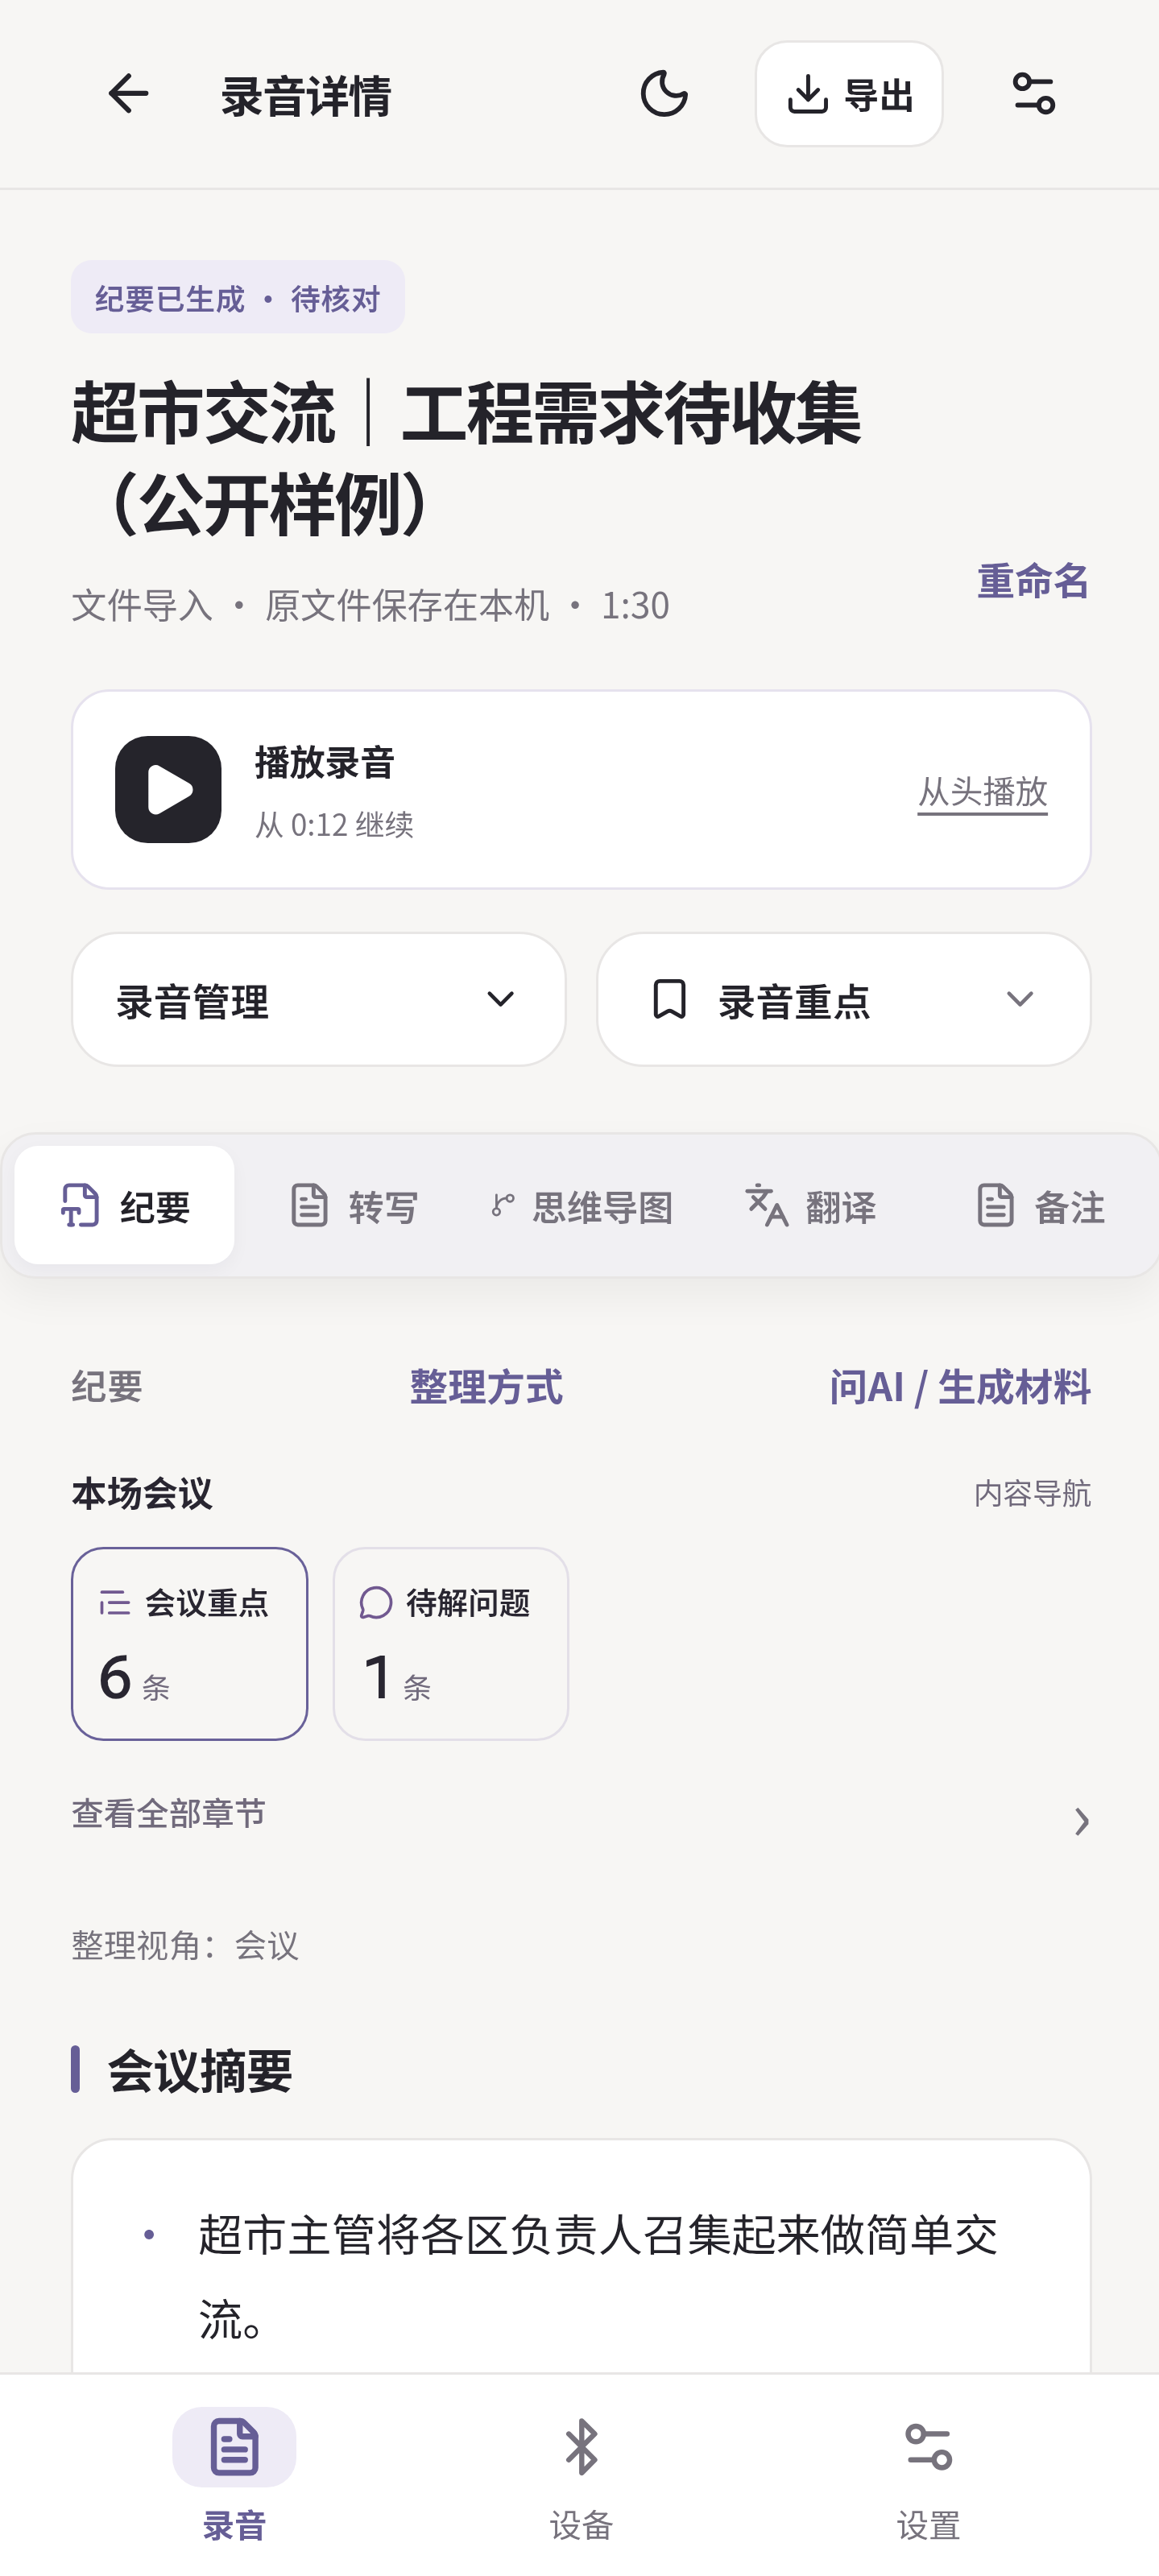 录音详情
导出
纪要已生成 · 待核对
超市交流｜工程需求待收集
（公开样例）
重命名
文件导入 · 原文件保存在本机 · 1:30
播放录音
从 0:12 继续
从头播放
录音管理
录音重点
纪要
转写
思维导图
翻译
备注
纪要
整理方式
问AI / 生成材料
本场会议
内容导航
会议重点
6 条
待解问题
1 条
查看全部章节
整理视角：会议
会议摘要
· 超市主管将各区负责人召集起来做简单交
流。
录音
设备
设置